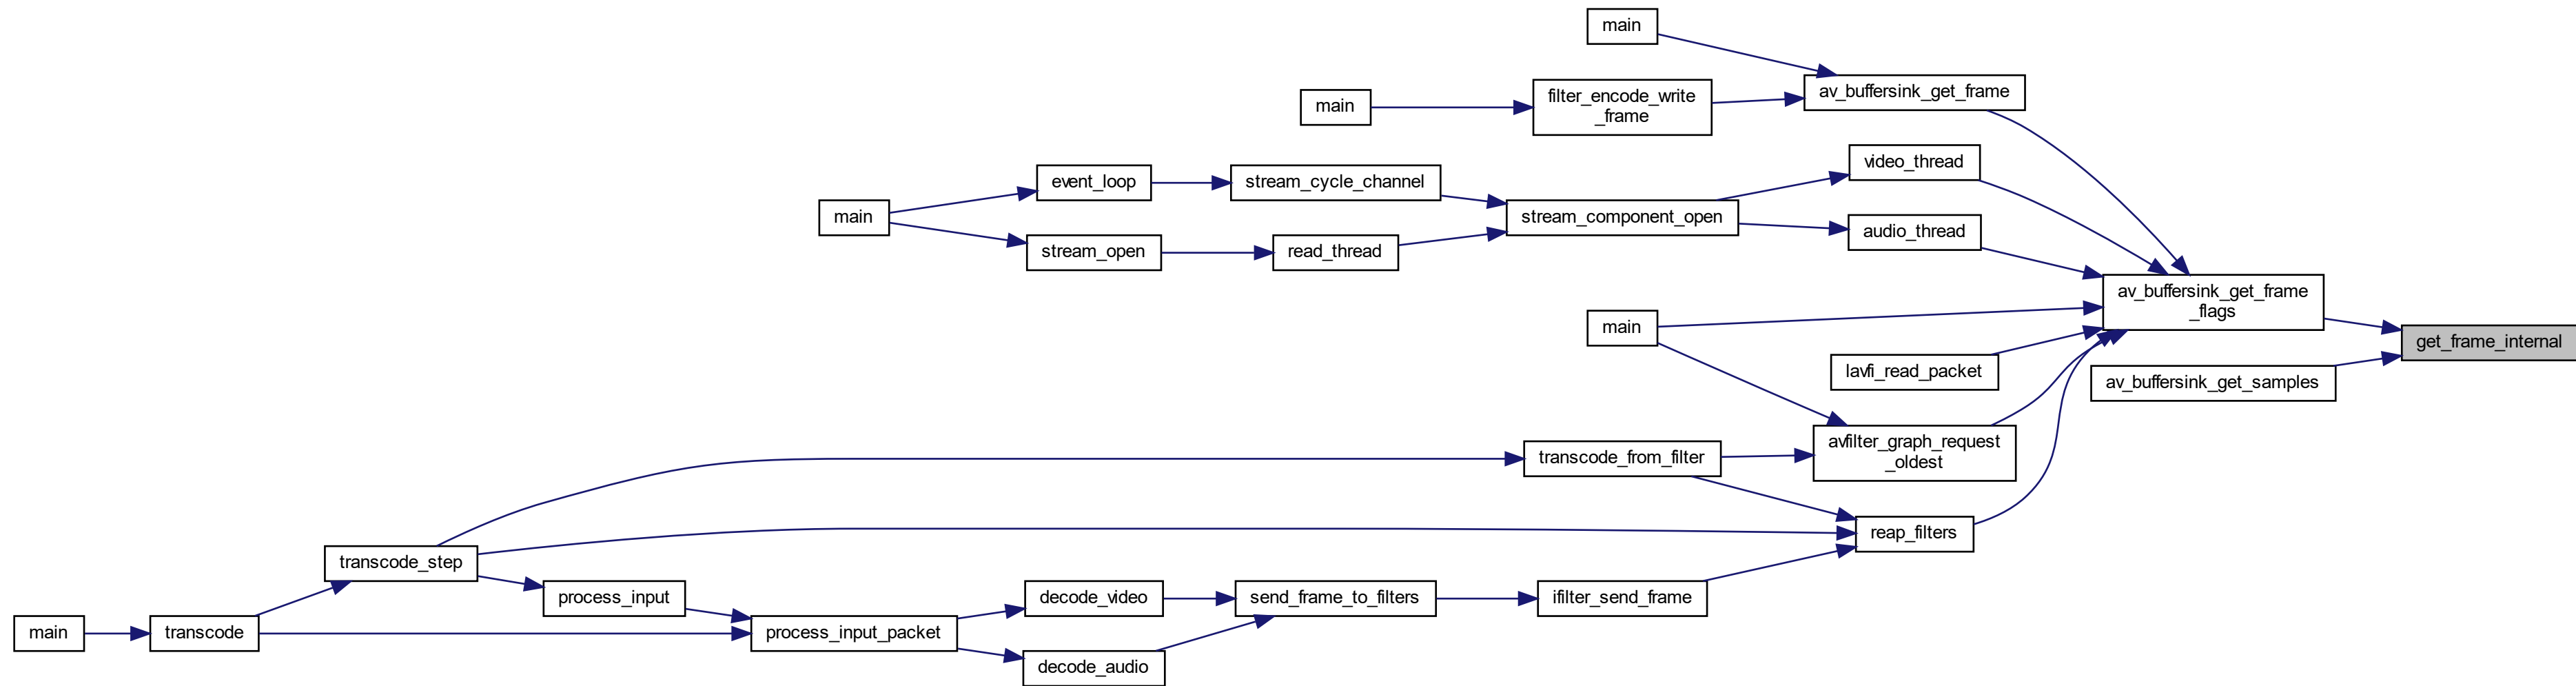 main
av_buffersink_get_frame
main
filter_encode_write
_frame
video_thread
event_loop
stream_cycle_channel
main
stream_component_open
audio_thread
stream_open
read_thread
av_buffersink_get_frame
_flags
main
get_frame_internal
lavfi_read_packet
av_buffersink_get_samples
transcode_from_filter
avfilter_graph_request
_oldest
reap_filters
transcode_step
process_input
decode_video
send_frame_to_filters
ifilter_send_frame
main
transcode
process_input_packet
decode_audio